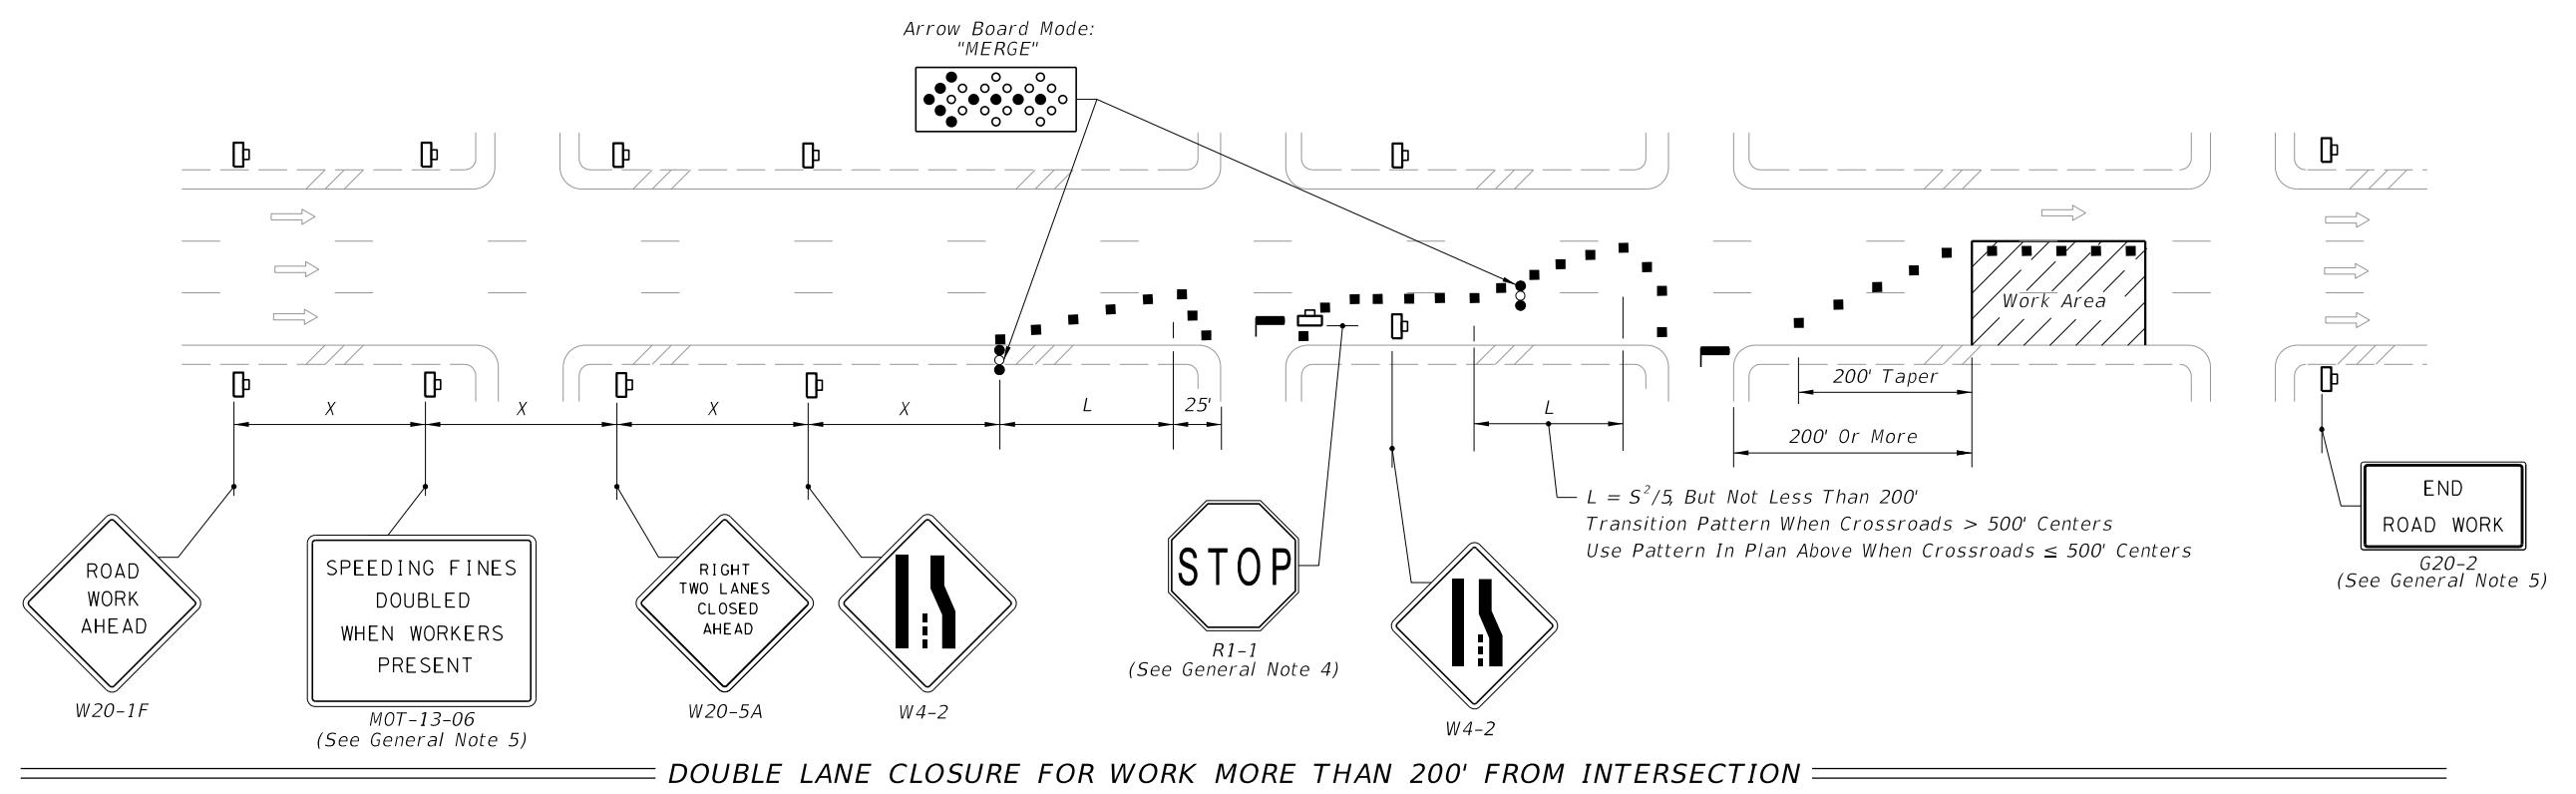 Arrow Board Mode:
"MERGE"
Work Area
200' Taper
X
X
X
X
L
25'
L
200' Or More
L = S²/5, But Not Less Than 200'
Transition Pattern When Crossroads > 500' Centers
Use Pattern In Plan Above When Crossroads ≤ 500' Centers
ROAD
WORK
AHEAD
W20-1F
SPEEDING FINES
DOUBLED
WHEN WORKERS
PRESENT
MOT-13-06
(See General Note 5)
RIGHT
TWO LANES
CLOSED
AHEAD
W20-5A
W4-2
STOP
R1-1
(See General Note 4)
W4-2
END
ROAD WORK
G20-2
(See General Note 5)
DOUBLE LANE CLOSURE FOR WORK MORE THAN 200' FROM INTERSECTION